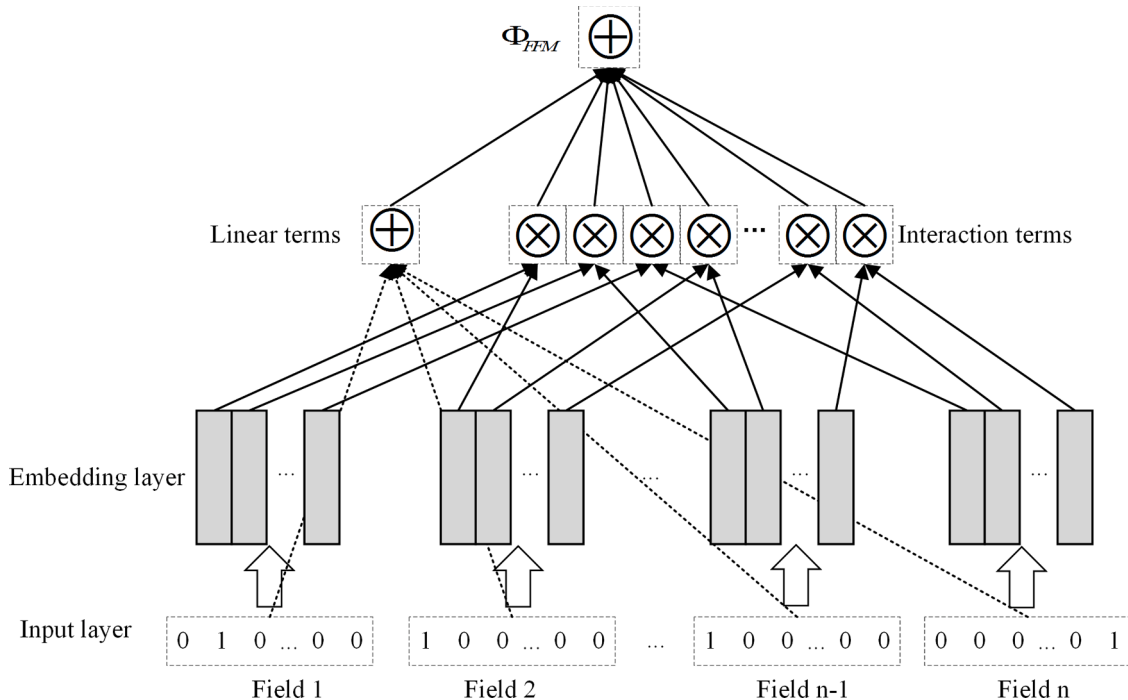 Φ_FFM
Linear terms ... Interaction terms
Embedding layer ... ... ... ... ...
Input layer 0 1 0 ... 0 0 1 0 0 ... 0 0 ... 1 0 0 ... 0 0 0 0 0 ... 0 1
Field 1 Field 2 Field n-1 Field n